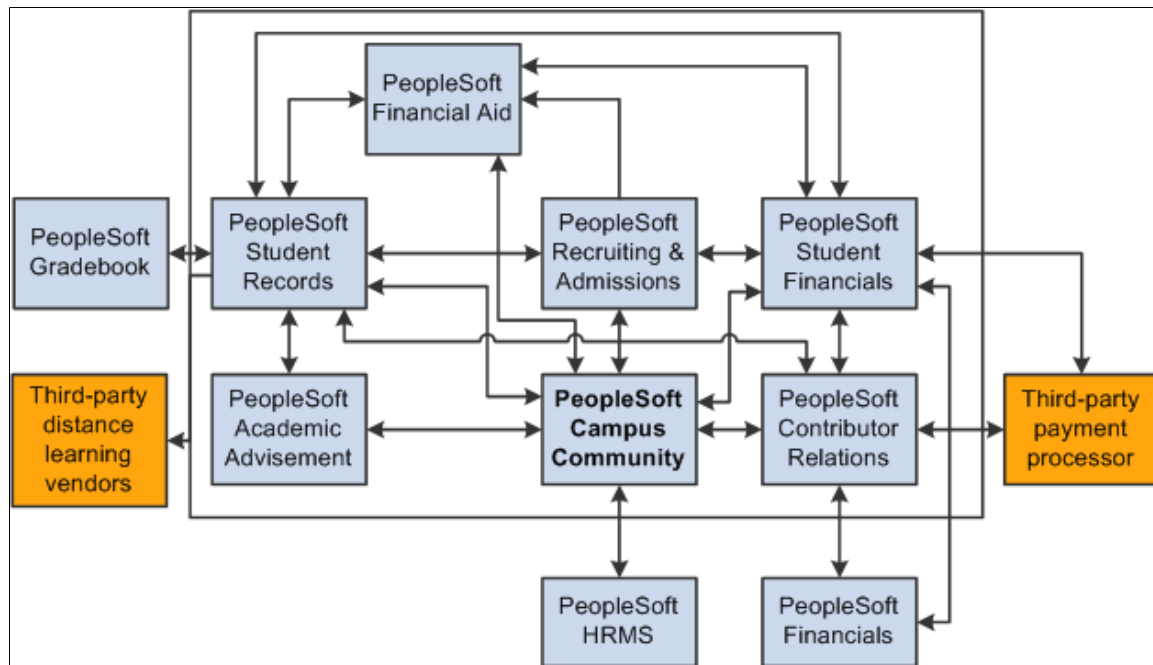 PeopleSoft
Financial Aid
PeopleSoft
Gradebook
PeopleSoft
Student
Records
PeopleSoft
Recruiting &
Admissions
PeopleSoft
Student
Financials
Third-party
distance
learning
vendors
PeopleSoft
Academic
Advisement
PeopleSoft
Campus
Community
PeopleSoft
Contributor
Relations
Third-party
payment
processor
PeopleSoft
HRMS
PeopleSoft
Financials